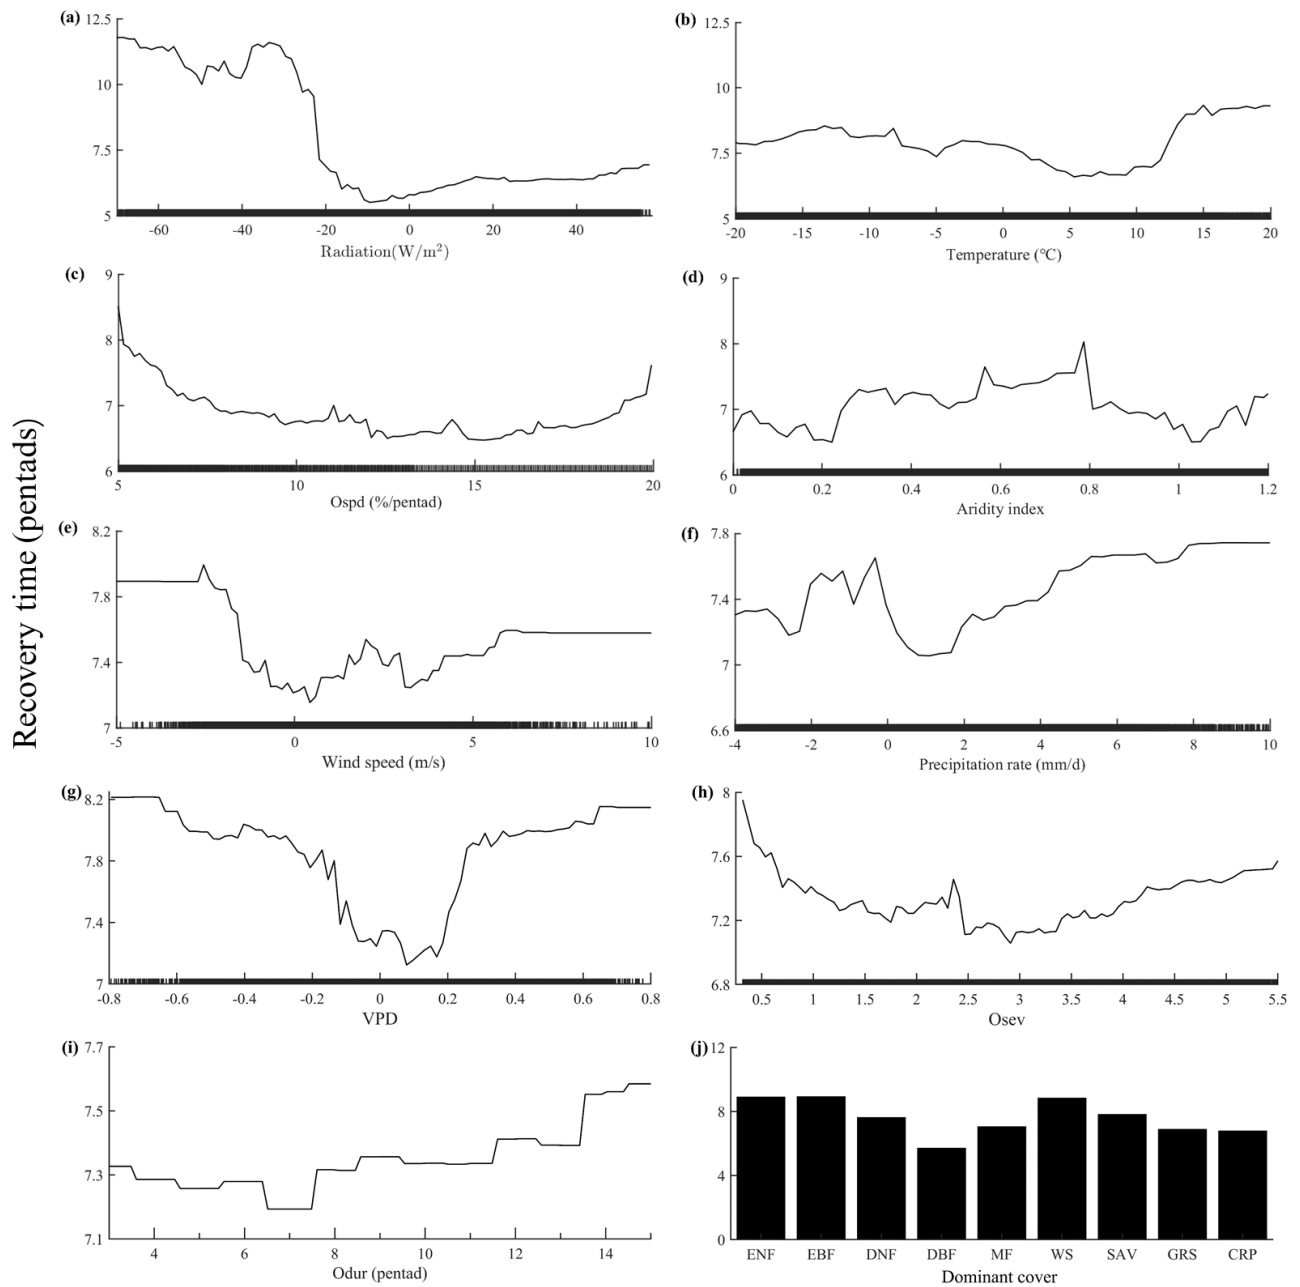 Recovery time (pentads)
(a)
12.5
10
7.5
5
-60 -40 -20 0 20 40
Radiation(W/m²)
(b)
12.5
10
7.5
5
-20 -15 -10 -5 0 5 10 15 20
Temperature (℃)
(c)
9
8
7
6
5 10 15 20
Ospd (%/pentad)
(d)
9
8
7
6
0 0.2 0.4 0.6 0.8 1 1.2
Aridity index
(e)
8.2
7.8
7.4
7
-5 0 5 10
Wind speed (m/s)
(f)
7.8
7.4
7
6.6
-4 -2 0 2 4 6 8 10
Precipitation rate (mm/d)
(g)
8.2
7.8
7.4
7
-0.8 -0.6 -0.4 -0.2 0 0.2 0.4 0.6 0.8
VPD
(h)
8
7.6
7.2
6.8
0.5 1 1.5 2 2.5 3 3.5 4 4.5 5 5.5
Osev
(i)
7.7
7.5
7.3
7.1
4 6 8 10 12 14
Odur (pentad)
(j)
12
8
4
0
ENF EBF DNF DBF MF WS SAV GRS CRP
Dominant cover